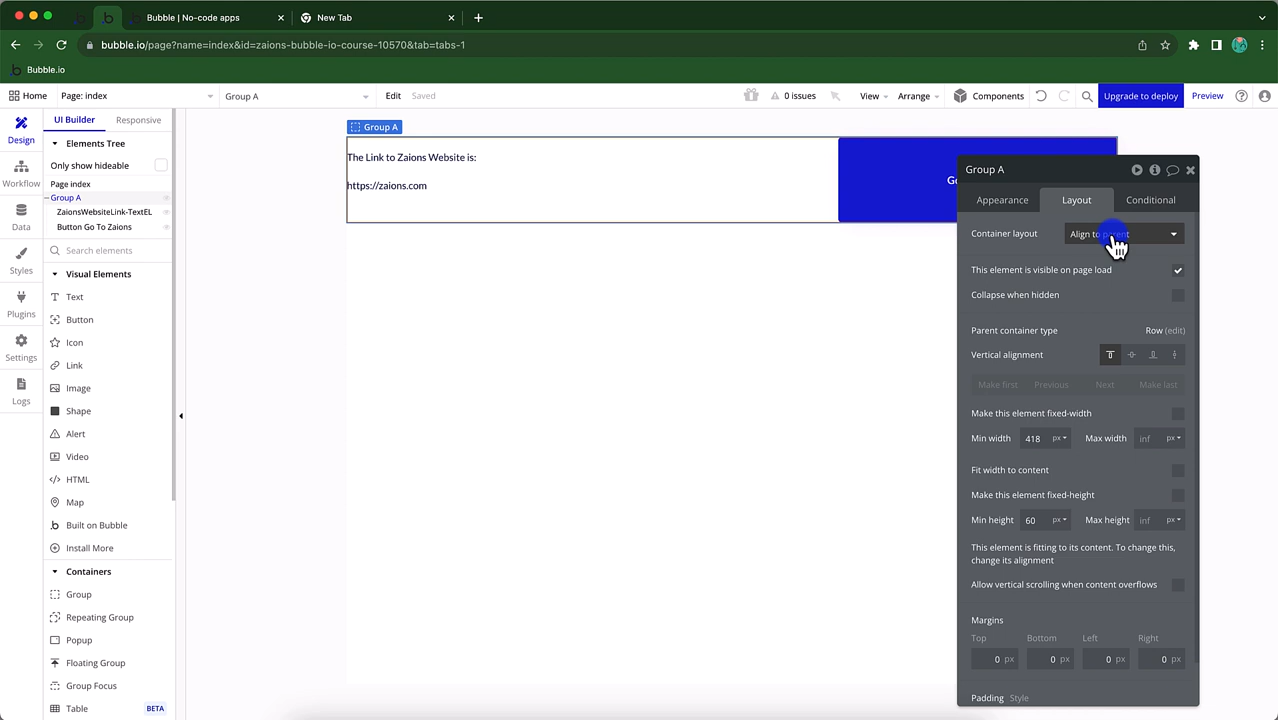 Bubble | No-code apps
New Tab
bubble.io/page?name=index&id=zaions-bubble-io-course-10570&tab=tabs-1
Bubble.io
Home
Page: index
Group A
Edit
Saved
0 issues
View
Arrange
Components
Upgrade to deploy
Preview
Design
Workflow
Data
Styles
Plugins
Settings
Logs
UI Builder
Responsive
Elements Tree
Only show hideable
Page index
Group A
ZaionsWebsiteLink-TextEL
Button Go To Zaions
Search elements
Visual Elements
Text
Button
Icon
Link
Image
Shape
Alert
Video
HTML
Map
Built on Bubble
Install More
Containers
Group
Repeating Group
Popup
Floating Group
Group Focus
Table
BETA
Group A
The Link to Zaions Website is:
https://zaions.com
Group A
Appearance
Layout
Conditional
Container layout
Align to parent
This element is visible on page load
Collapse when hidden
Parent container type
Row (edit)
Vertical alignment
Make first
Previous
Next
Make last
Make this element fixed-width
Min width 418 px
Max width inf px
Fit width to content
Make this element fixed-height
Min height 60 px
Max height inf px
This element is fitting to its content. To change this,
change its alignment
Allow vertical scrolling when content overflows
Margins
Top Bottom Left Right
0 px 0 px 0 px 0 px
Padding Style